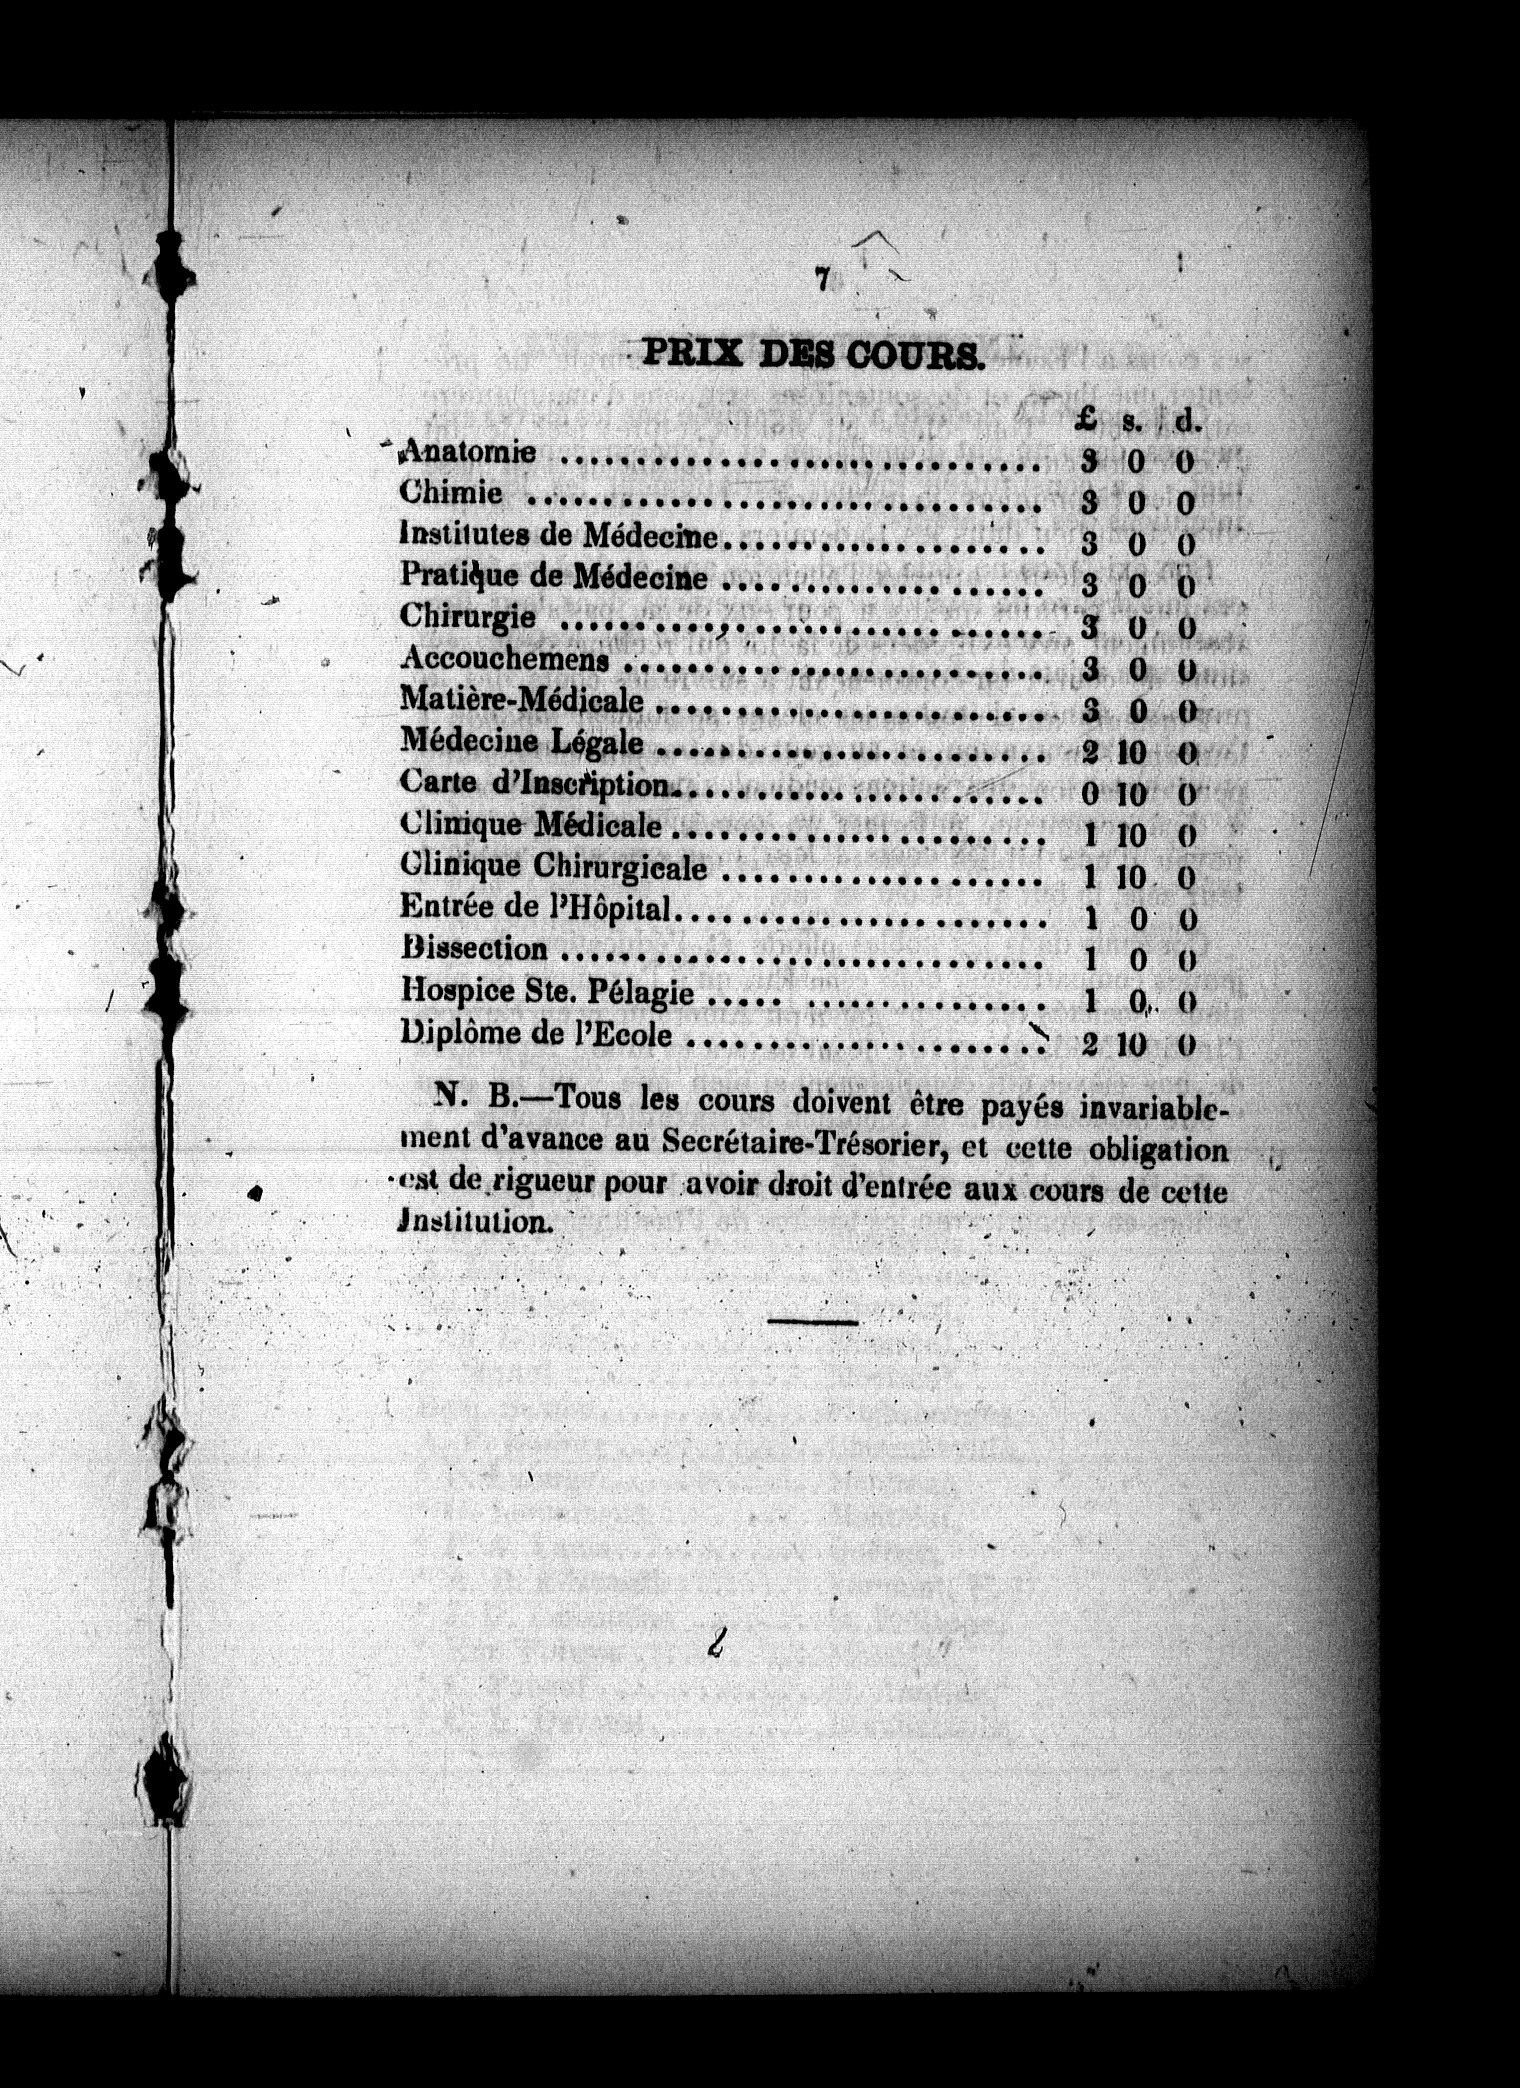 7
PRIX DES COURS.
£ s. d.
Anatomie ................................ 3 0 0
Chimie ................................ 3 0 0
Institutes de Médecine.................... 3 0 0
Pratique de Médecine .................... 3 0 0
Chirurgie ................................ 3 0 0
Accouchemens ............................ 3 0 0
Matière-Médicale ........................ 3 0 0
Médecine Légale ........................ 2 10 0
Carte d'Inscription........................ 0 10 0
Clinique Médicale ........................ 1 10 0
Clinique Chirurgicale .................... 1 10 0
Entrée de l'Hôpital........................ 1 0 0
Dissection ................................ 1 0 0
Hospice Ste. Pélagie ..... ............... 1 0 0
Diplôme de l'Ecole ........................ 2 10 0
N. B.—Tous les cours doivent être payés invariable-
ment d'avance au Secrétaire-Trésorier, et cette obligation
est de rigueur pour avoir droit d'entrée aux cours de cette
Institution.